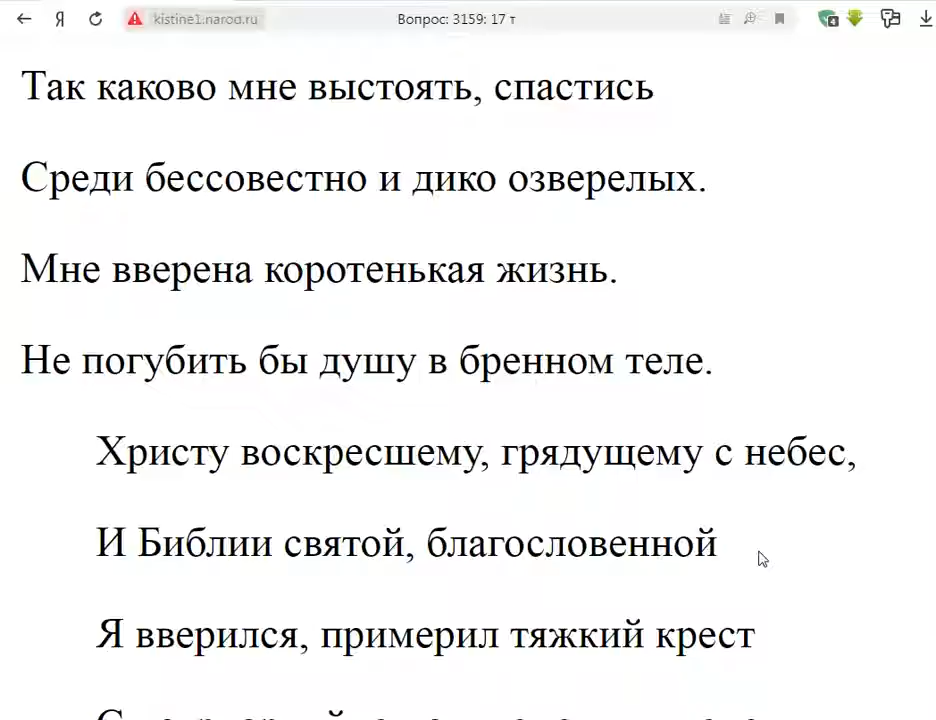 kistine1.narod.ru
Вопрос: 3159: 17 т
Так каково мне выстоять, спастись
Среди бессовестно и дико озверелых.
Мне вверена коротенькая жизнь.
Не погубить бы душу в бренном теле.
Христу воскресшему, грядущему с небес,
И Библии святой, благословенной
Я вверился, примерил тяжкий крест